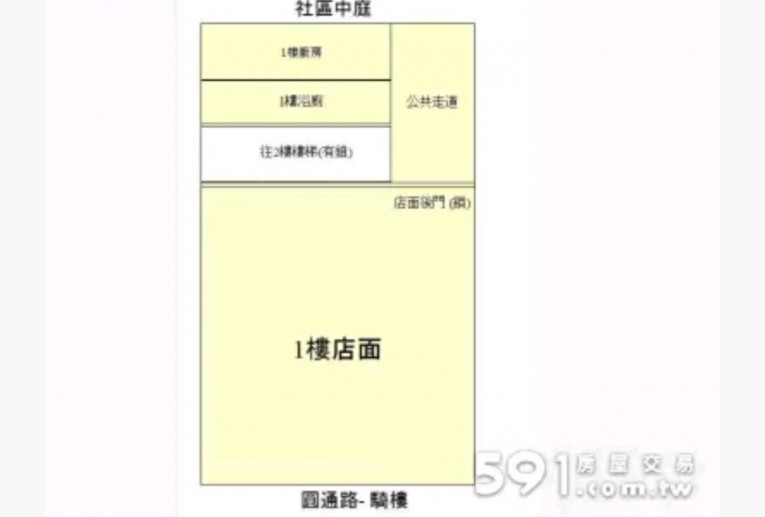 社區中庭
1樓廚房
1樓浴廁
公共走道
往2樓樓梯(有鎖)
店面後門 (鎖)
1樓店面
591房屋交易
.com.tw
圓通路- 騎樓